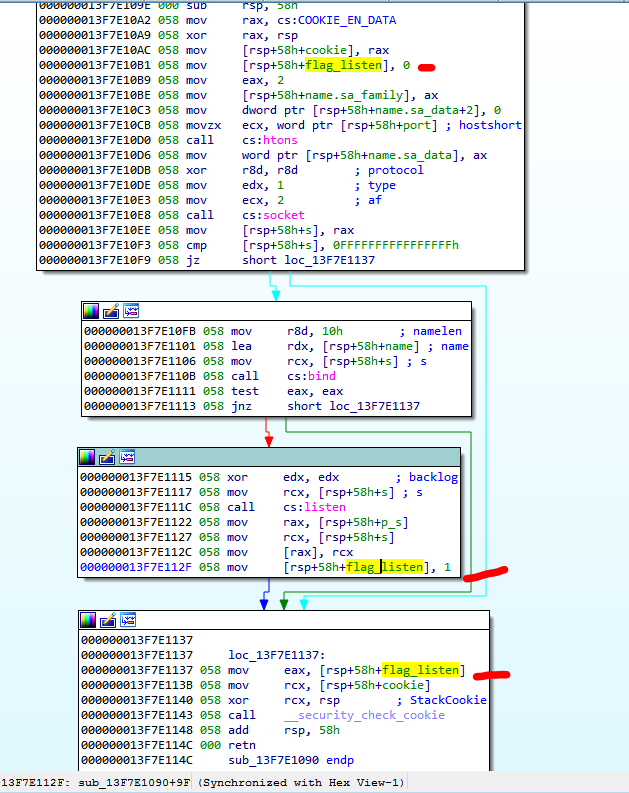 000000013F7E109E 000 sub rsp, 58h
000000013F7E10A2 058 mov rax, cs:COOKIE_EN_DATA
000000013F7E10A9 058 xor rax, rsp
000000013F7E10AC 058 mov [rsp+58h+cookie], rax
000000013F7E10B1 058 mov [rsp+58h+flag_listen], 0
000000013F7E10B9 058 mov eax, 2
000000013F7E10BE 058 mov [rsp+58h+name.sa_family], ax
000000013F7E10C3 058 mov dword ptr [rsp+58h+name.sa_data+2], 0
000000013F7E10CB 058 movzx ecx, word ptr [rsp+58h+port] ; hostshort
000000013F7E10D0 058 call cs:htons
000000013F7E10D6 058 mov word ptr [rsp+58h+name.sa_data], ax
000000013F7E10DB 058 xor r8d, r8d ; protocol
000000013F7E10DE 058 mov edx, 1 ; type
000000013F7E10E3 058 mov ecx, 2 ; af
000000013F7E10E8 058 call cs:socket
000000013F7E10EE 058 mov [rsp+58h+s], rax
000000013F7E10F3 058 cmp [rsp+58h+s], 0FFFFFFFFFFFFFFFFh
000000013F7E10F9 058 jz short loc_13F7E1137
000000013F7E10FB 058 mov r8d, 10h ; namelen
000000013F7E1101 058 lea rdx, [rsp+58h+name] ; name
000000013F7E1106 058 mov rcx, [rsp+58h+s] ; s
000000013F7E110B 058 call cs:bind
000000013F7E1111 058 test eax, eax
000000013F7E1113 058 jnz short loc_13F7E1137
000000013F7E1115 058 xor edx, edx ; backlog
000000013F7E1117 058 mov rcx, [rsp+58h+s] ; s
000000013F7E111C 058 call cs:listen
000000013F7E1122 058 mov rax, [rsp+58h+p_s]
000000013F7E1127 058 mov rcx, [rsp+58h+s]
000000013F7E112C 058 mov [rax], rcx
000000013F7E112F 058 mov [rsp+58h+flag_listen], 1
000000013F7E1137
000000013F7E1137 loc_13F7E1137:
000000013F7E1137 058 mov eax, [rsp+58h+flag_listen]
000000013F7E113B 058 mov rcx, [rsp+58h+cookie]
000000013F7E1140 058 xor rcx, rsp ; StackCookie
000000013F7E1143 058 call __security_check_cookie
000000013F7E1148 058 add rsp, 58h
000000013F7E114C 000 retn
000000013F7E114C sub_13F7E1090 endp
13F7E112F: sub_13F7E1090+9F (Synchronized with Hex View-1)